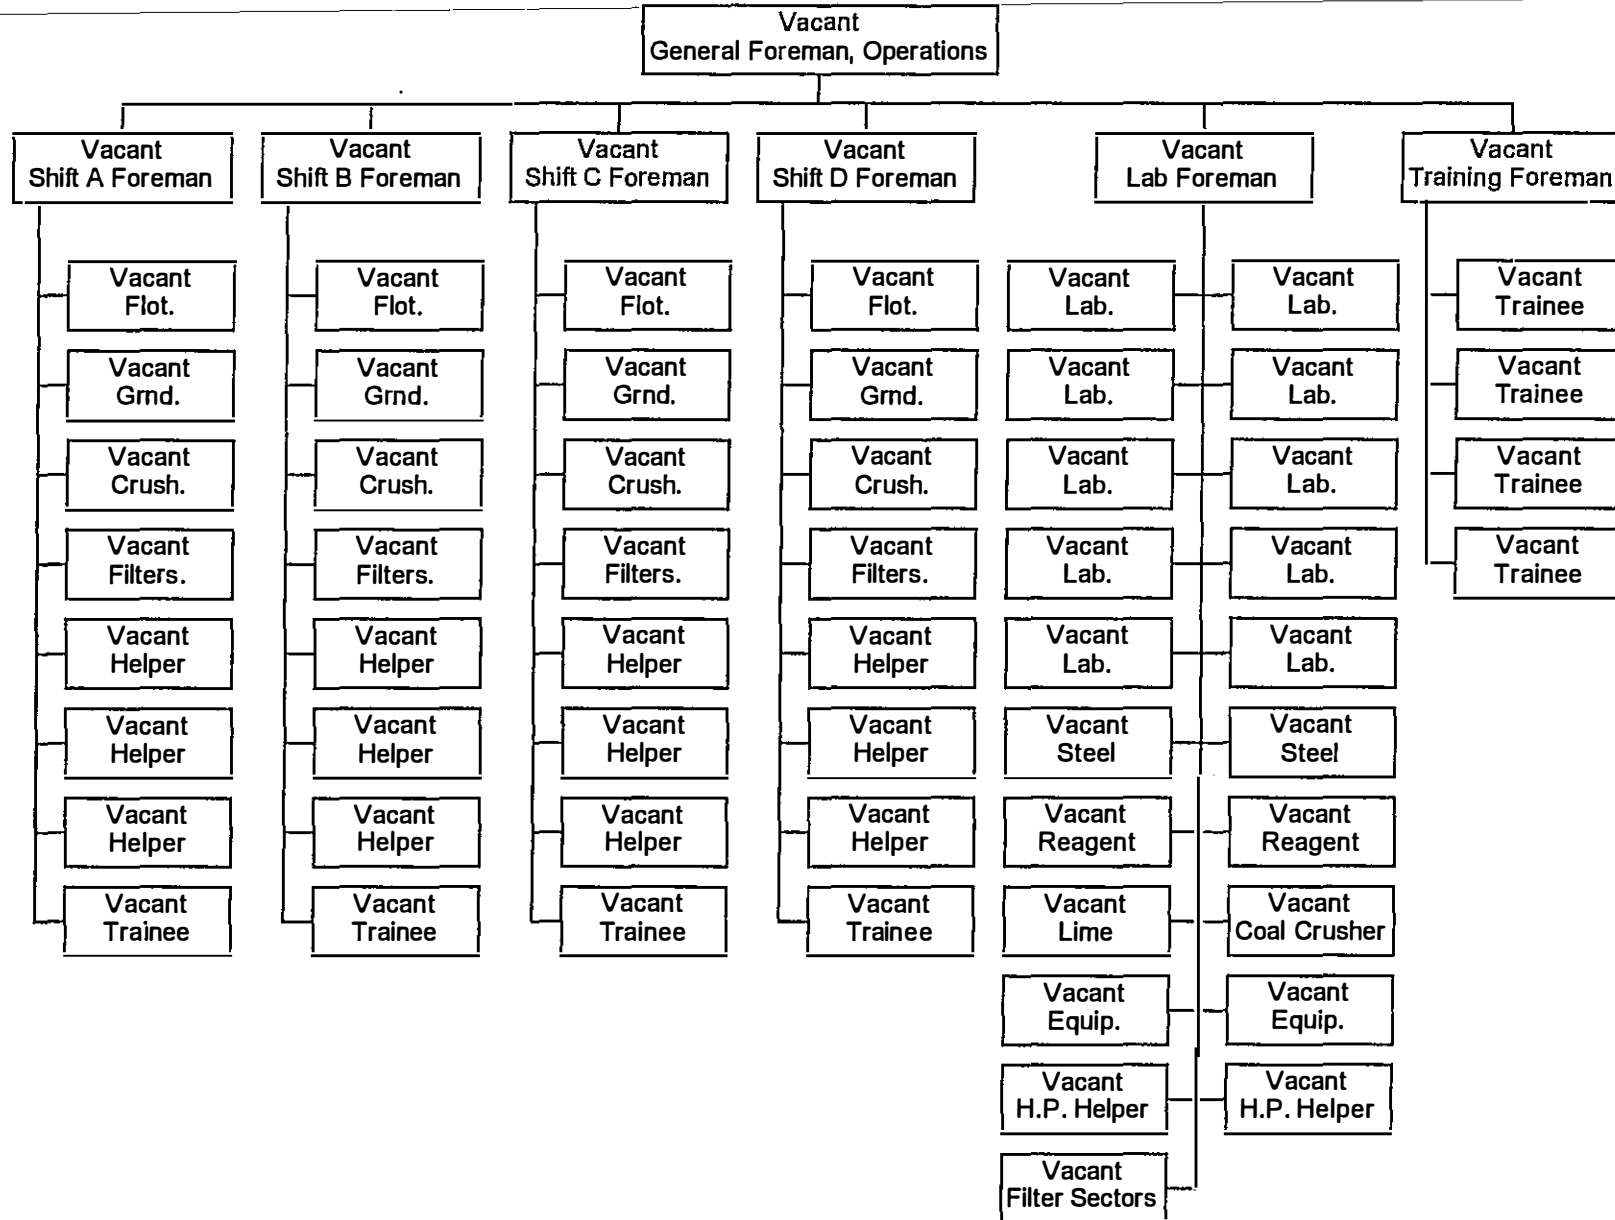 Vacant
General Foreman, Operations
Vacant
Shift A Foreman
Vacant
Shift B Foreman
Vacant
Shift C Foreman
Vacant
Shift D Foreman
Vacant
Lab Foreman
Vacant
Training Foreman
Vacant
Flot.
Vacant
Flot.
Vacant
Flot.
Vacant
Flot.
Vacant
Lab.
Vacant
Lab.
Vacant
Trainee
Vacant
Grnd.
Vacant
Grnd.
Vacant
Grnd.
Vacant
Grnd.
Vacant
Lab.
Vacant
Lab.
Vacant
Trainee
Vacant
Crush.
Vacant
Crush.
Vacant
Crush.
Vacant
Crush.
Vacant
Lab.
Vacant
Lab.
Vacant
Trainee
Vacant
Filters.
Vacant
Filters.
Vacant
Filters.
Vacant
Filters.
Vacant
Lab.
Vacant
Lab.
Vacant
Trainee
Vacant
Helper
Vacant
Helper
Vacant
Helper
Vacant
Helper
Vacant
Lab.
Vacant
Lab.
Vacant
Helper
Vacant
Helper
Vacant
Helper
Vacant
Helper
Vacant
Steel
Vacant
Steel
Vacant
Helper
Vacant
Helper
Vacant
Helper
Vacant
Helper
Vacant
Reagent
Vacant
Reagent
Vacant
Trainee
Vacant
Trainee
Vacant
Trainee
Vacant
Trainee
Vacant
Lime
Vacant
Coal Crusher
Vacant
Equip.
Vacant
Equip.
Vacant
H.P. Helper
Vacant
H.P. Helper
Vacant
Filter Sectors